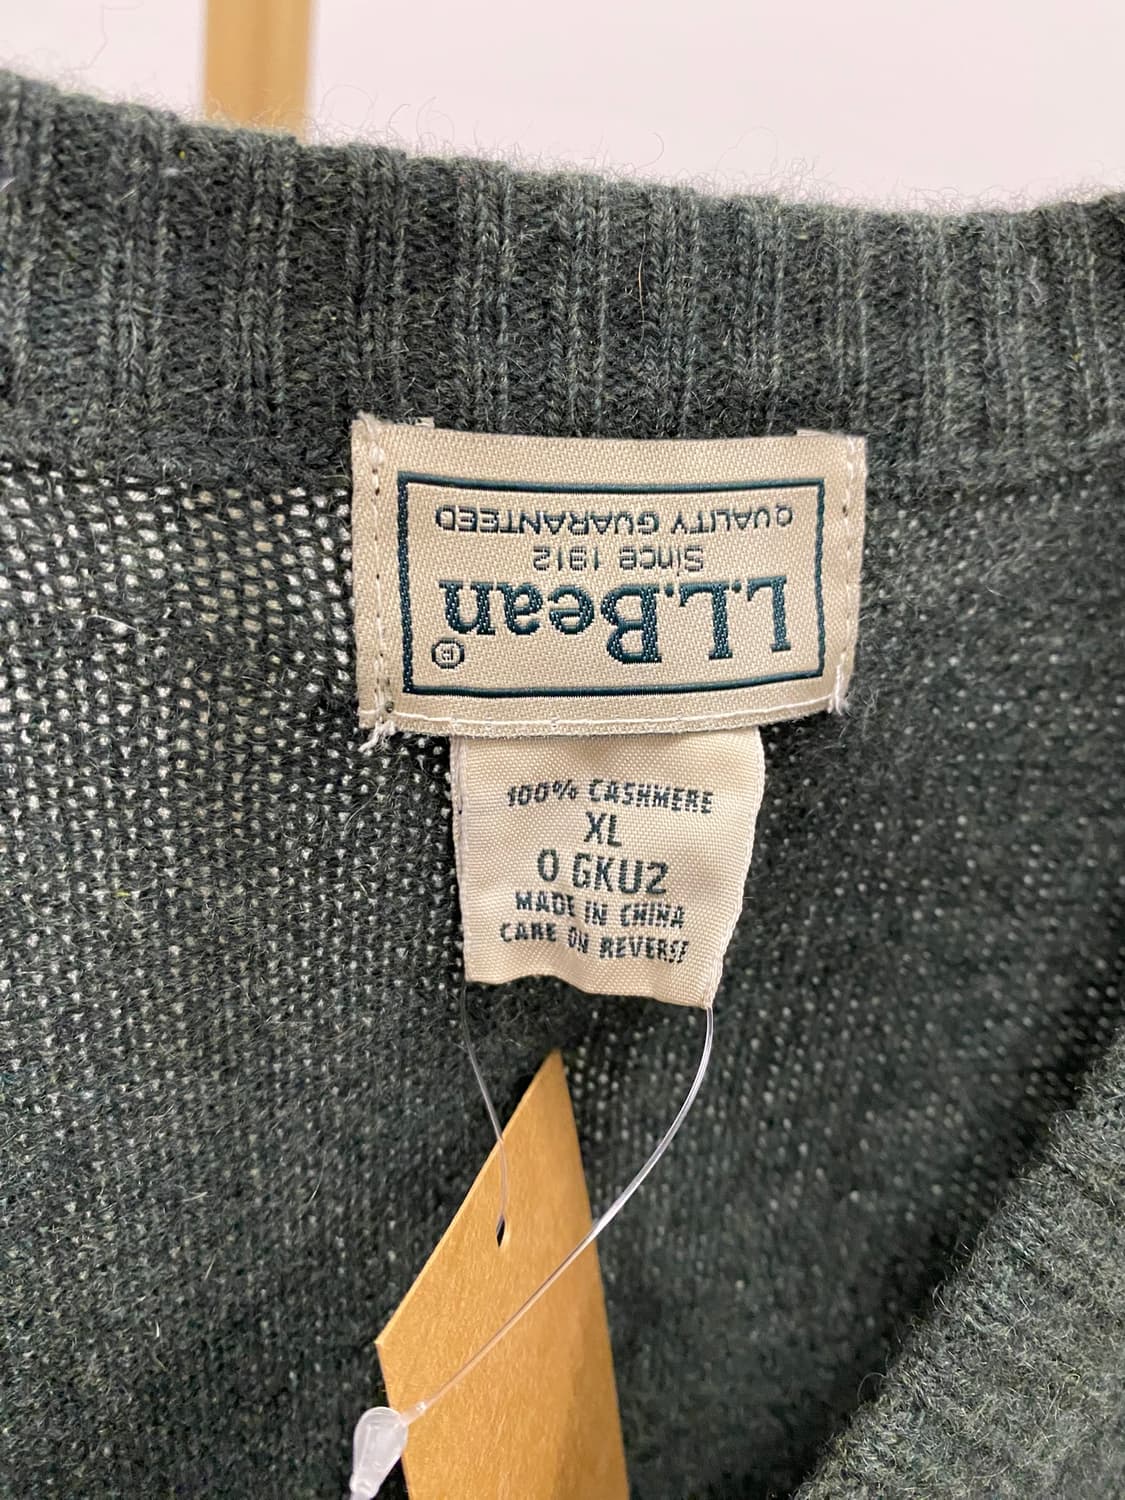 L.L.Bean®
Since 1912
QUALITY GUARANTEED
100% CASHMERE
XL
0 GKU2
MADE IN CHINA
CARE ON REVERSE